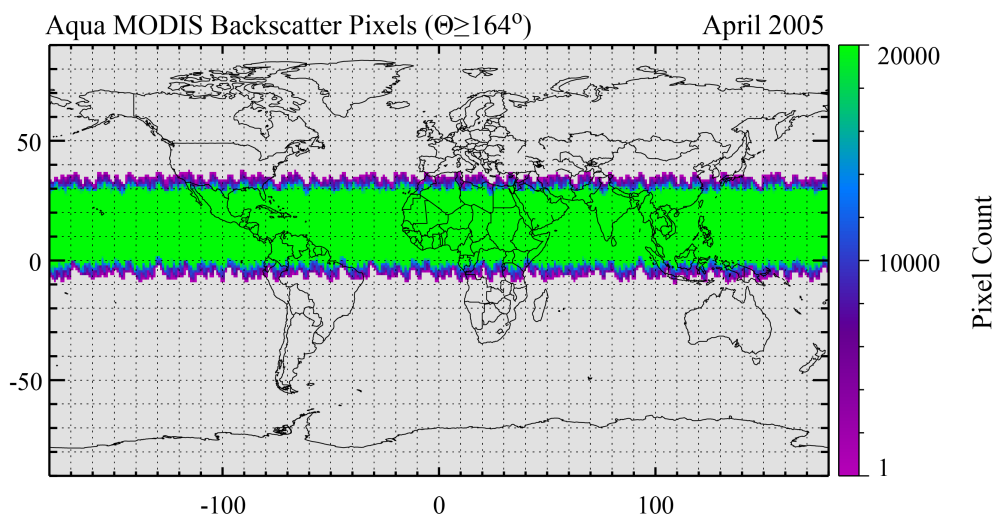 Aqua MODIS Backscatter Pixels (Θ≥164°) April 2005
20000
50
0
10000
Pixel Count
-50
1
-100 0 100